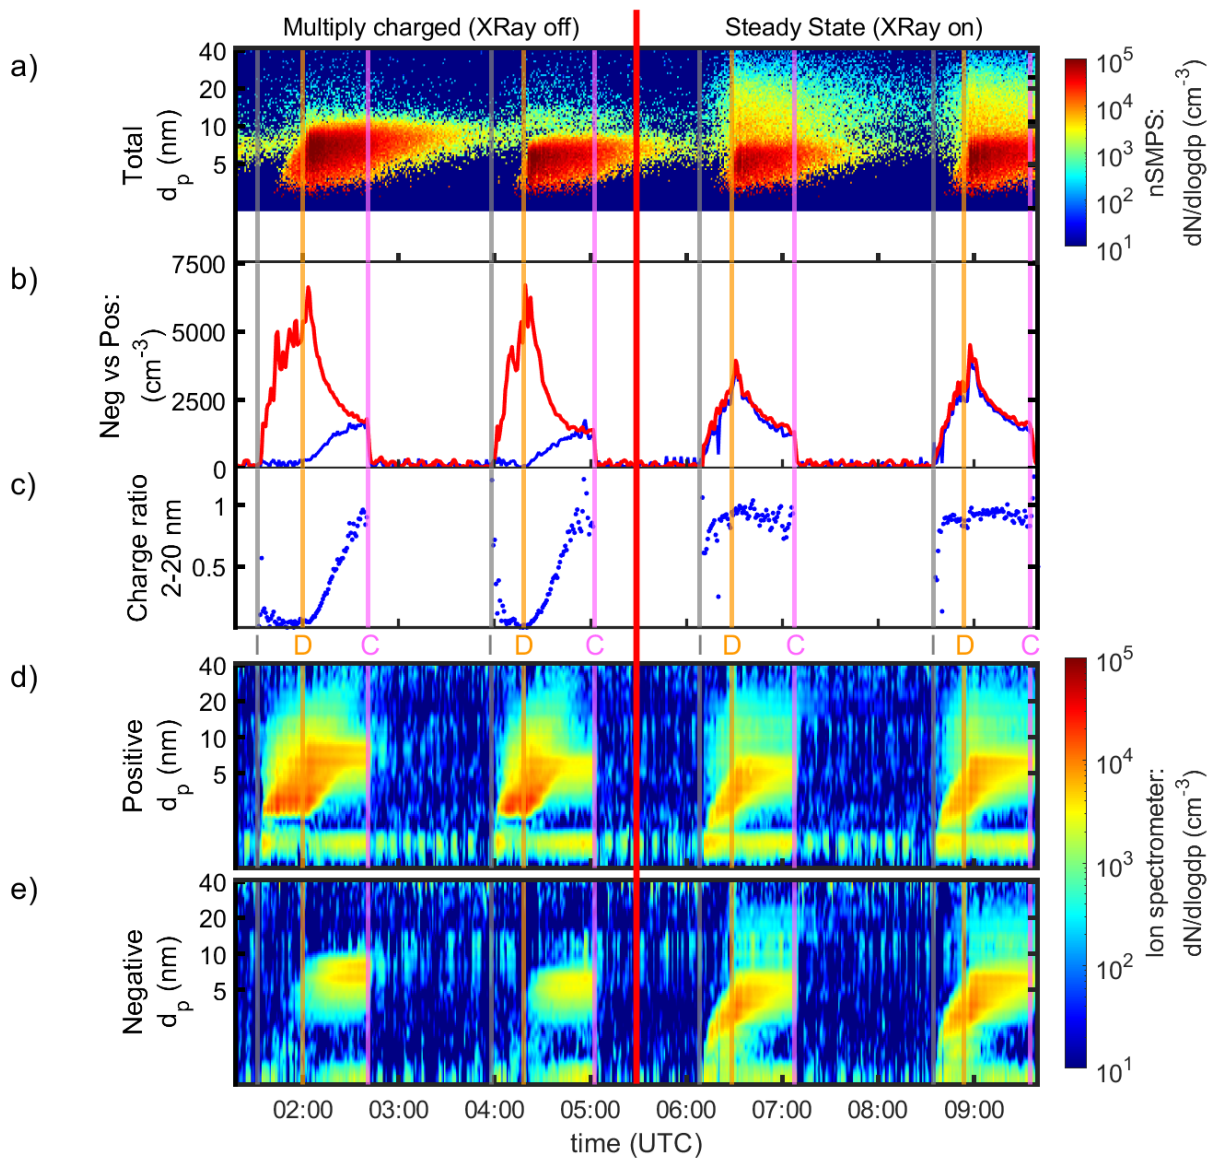 Multiply charged (XRay off)
Steady State (XRay on)
a)
Total
d_p (nm)
40
20
10
5
10^5
10^4
10^3
10^2
10^1
nSMPS:
dN/dlogdp (cm^-3)
b)
Neg vs Pos:
(cm^-3)
7500
5000
2500
0
c)
Charge ratio
2-20 nm
1
0.5
I
D
C
I
D
C
I
D
C
I
D
C
d)
Positive
d_p (nm)
40
20
10
5
e)
Negative
d_p (nm)
40
20
10
5
10^5
10^4
10^3
10^2
10^1
Ion spectrometer:
dN/dlogdp (cm^-3)
02:00
03:00
04:00
05:00
06:00
07:00
08:00
09:00
time (UTC)